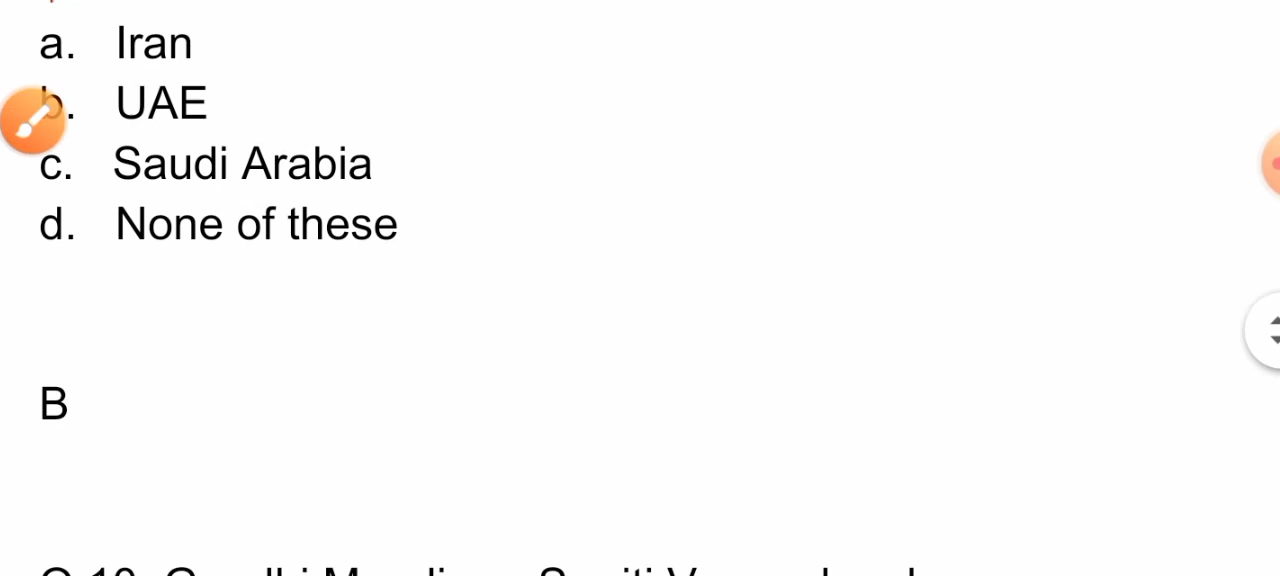 a. Iran
b. UAE
c. Saudi Arabia
d. None of these
B